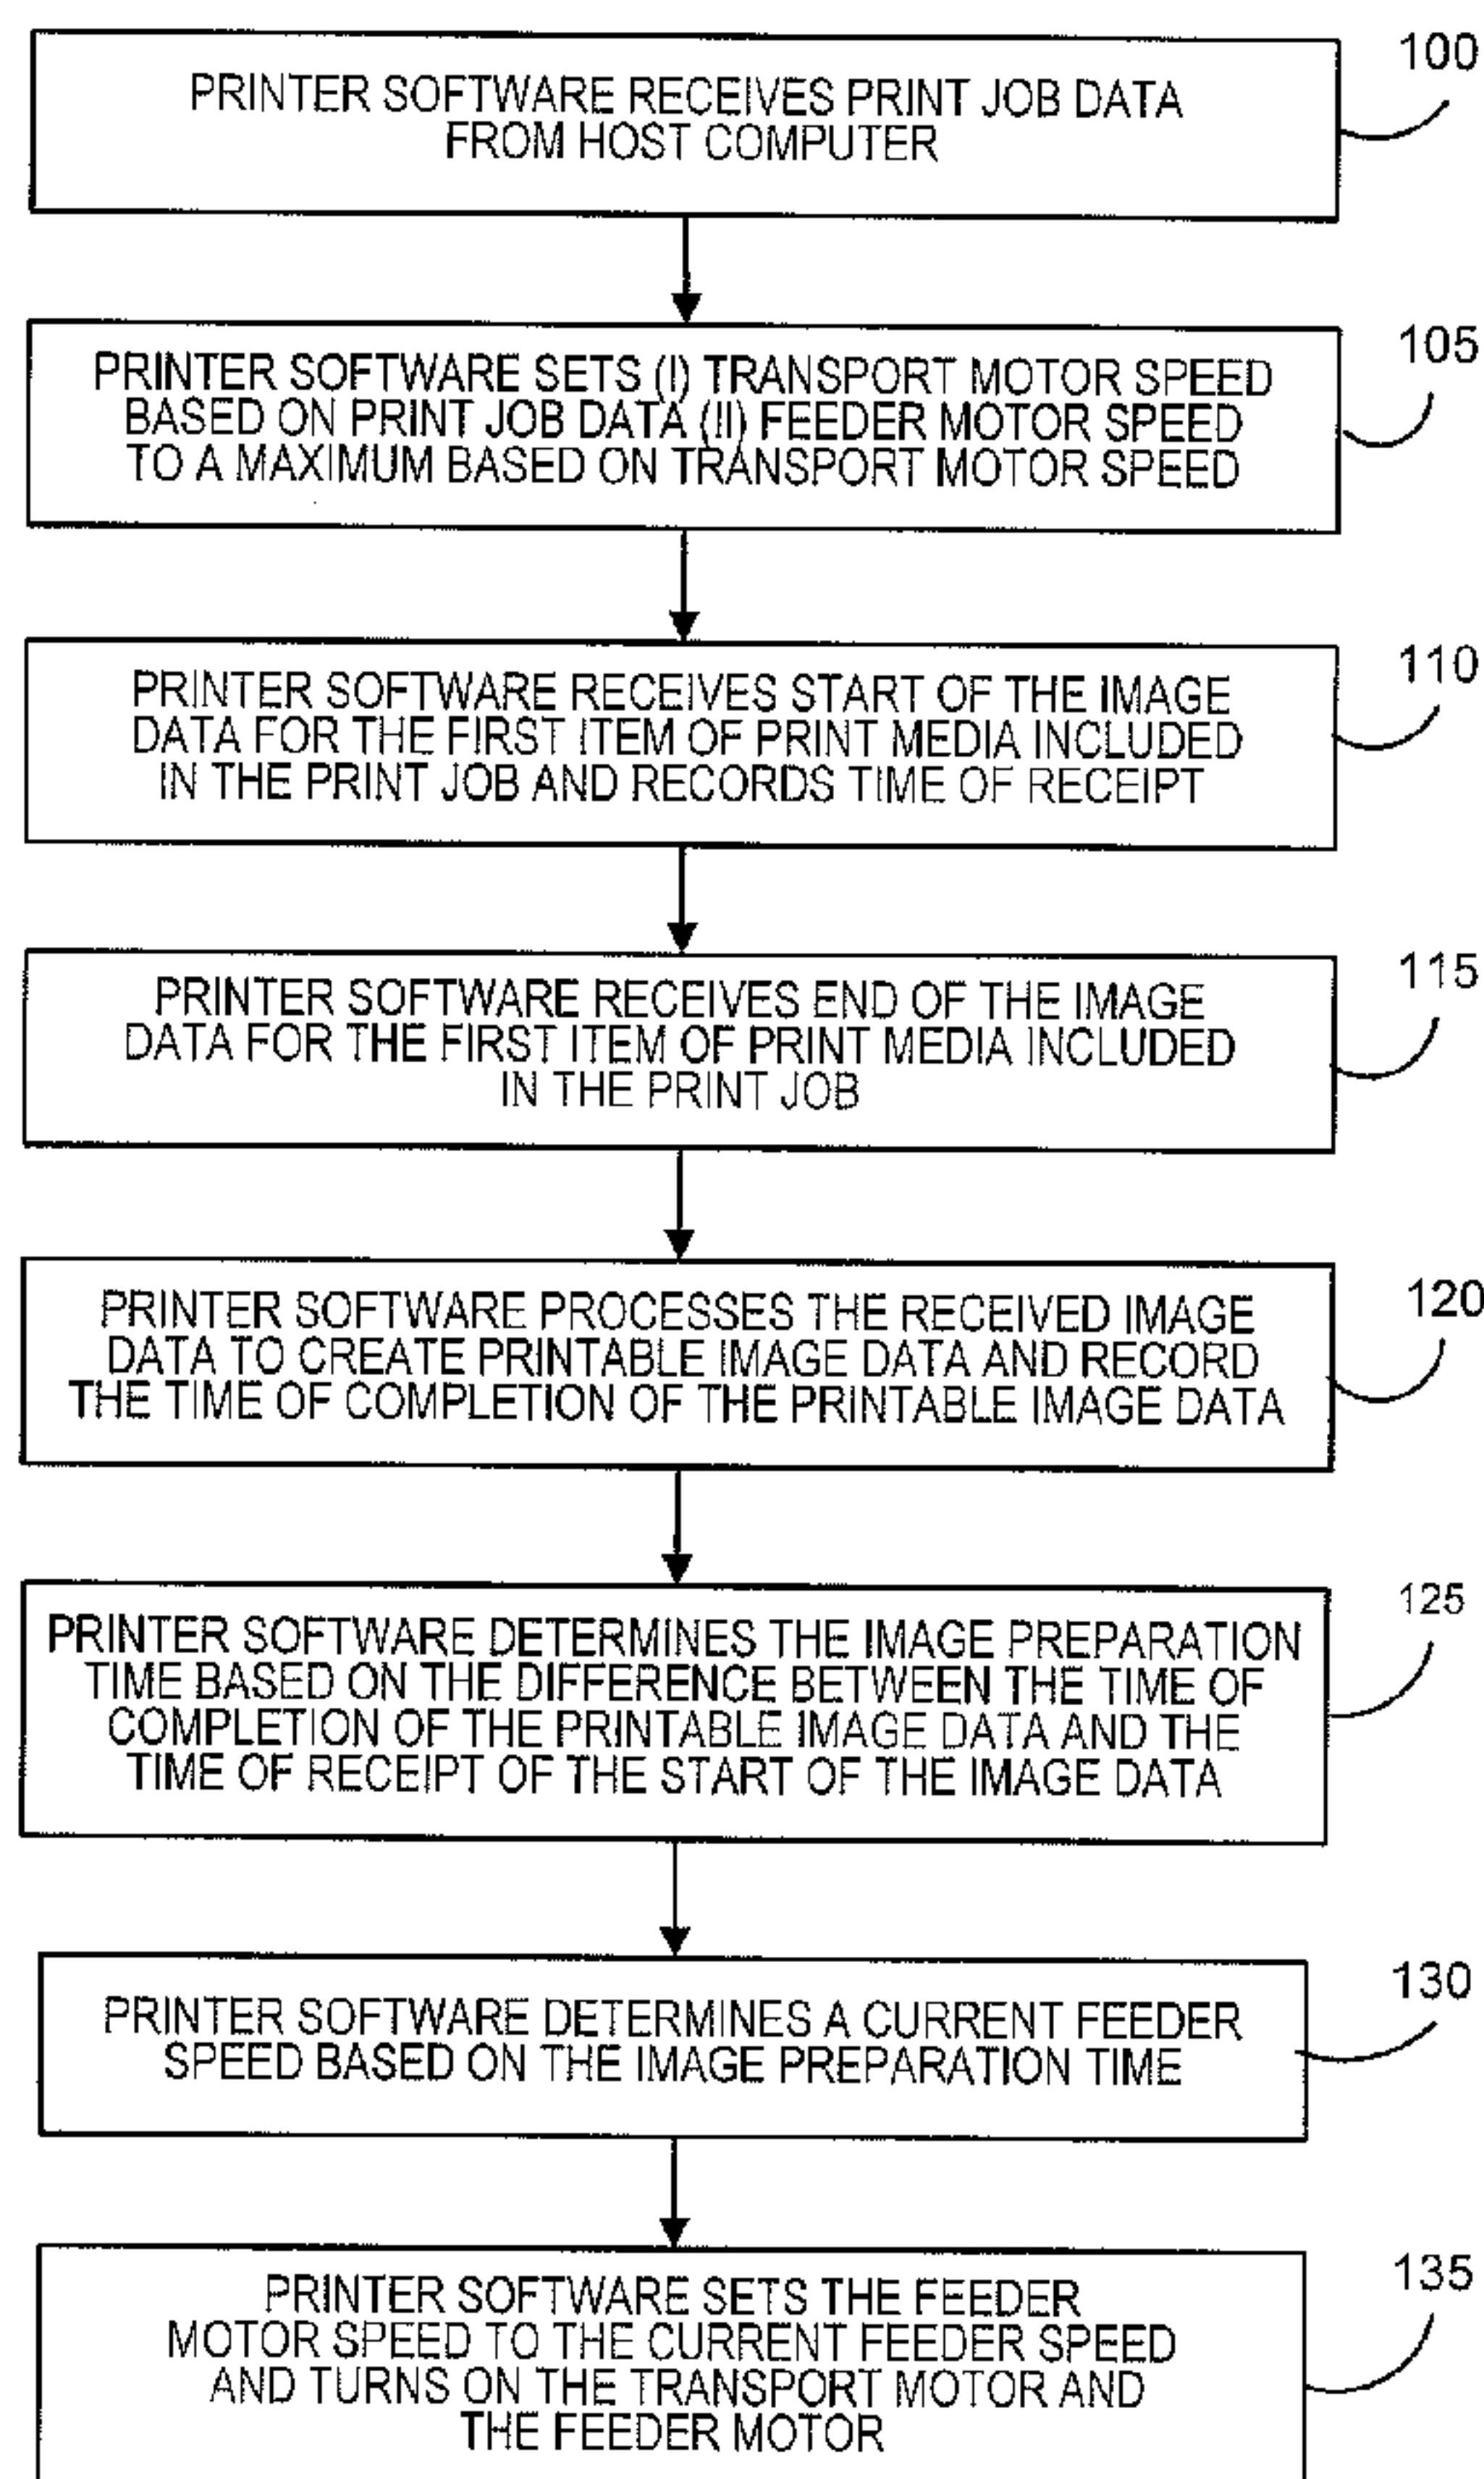 100
PRINTER SOFTWARE RECEIVES PRINT JOB DATA
FROM HOST COMPUTER
105
PRINTER SOFTWARE SETS (I) TRANSPORT MOTOR SPEED
BASED ON PRINT JOB DATA (II) FEEDER MOTOR SPEED
TO A MAXIMUM BASED ON TRANSPORT MOTOR SPEED
110
PRINTER SOFTWARE RECEIVES START OF THE IMAGE
DATA FOR THE FIRST ITEM OF PRINT MEDIA INCLUDED
IN THE PRINT JOB AND RECORDS TIME OF RECEIPT
115
PRINTER SOFTWARE RECEIVES END OF THE IMAGE
DATA FOR THE FIRST ITEM OF PRINT MEDIA INCLUDED
IN THE PRINT JOB
120
PRINTER SOFTWARE PROCESSES THE RECEIVED IMAGE
DATA TO CREATE PRINTABLE IMAGE DATA AND RECORD
THE TIME OF COMPLETION OF THE PRINTABLE IMAGE DATA
125
PRINTER SOFTWARE DETERMINES THE IMAGE PREPARATION
TIME BASED ON THE DIFFERENCE BETWEEN THE TIME OF
COMPLETION OF THE PRINTABLE IMAGE DATA AND THE
TIME OF RECEIPT OF THE START OF THE IMAGE DATA
130
PRINTER SOFTWARE DETERMINES A CURRENT FEEDER
SPEED BASED ON THE IMAGE PREPARATION TIME
135
PRINTER SOFTWARE SETS THE FEEDER
MOTOR SPEED TO THE CURRENT FEEDER SPEED
AND TURNS ON THE TRANSPORT MOTOR AND
THE FEEDER MOTOR